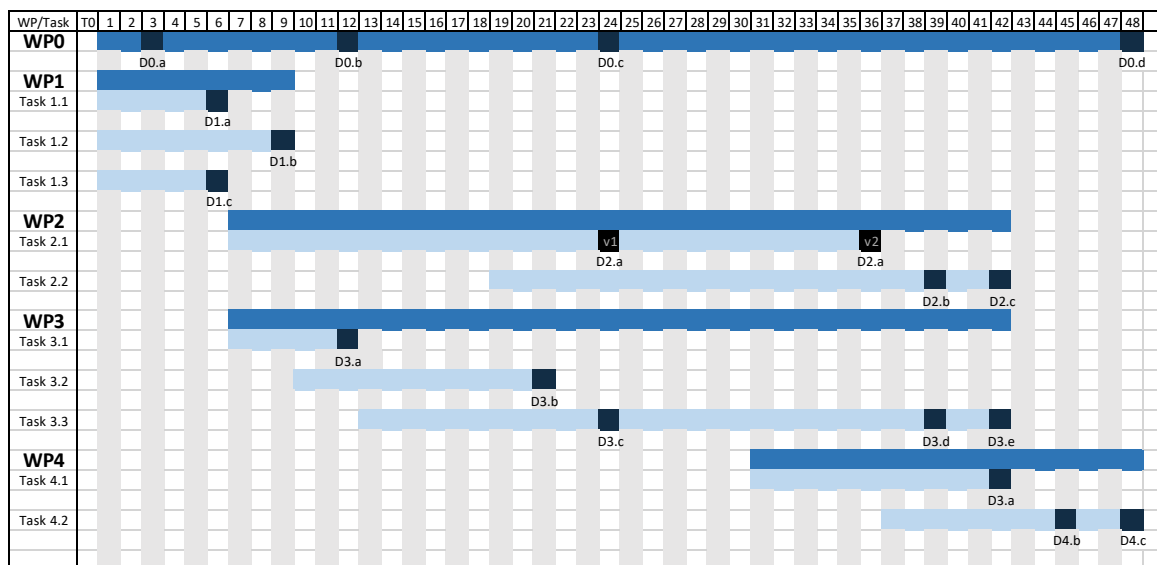 WP/Task T0 1 2 3 4 5 6 7 8 9 10 11 12 13 14 15 16 17 18 19 20 21 22 23 24 25 26 27 28 29 30 31 32 33 34 35 36 37 38 39 40 41 42 43 44 45 46 47 48
WP0
D0.a D0.b D0.c D0.d
WP1
Task 1.1
D1.a
Task 1.2
D1.b
Task 1.3
D1.c
WP2
Task 2.1 v1 v2
D2.a D2.a
Task 2.2
D2.b D2.c
WP3
Task 3.1
D3.a
Task 3.2
D3.b
Task 3.3
D3.c D3.d D3.e
WP4
Task 4.1
D3.a
Task 4.2
D4.b D4.c